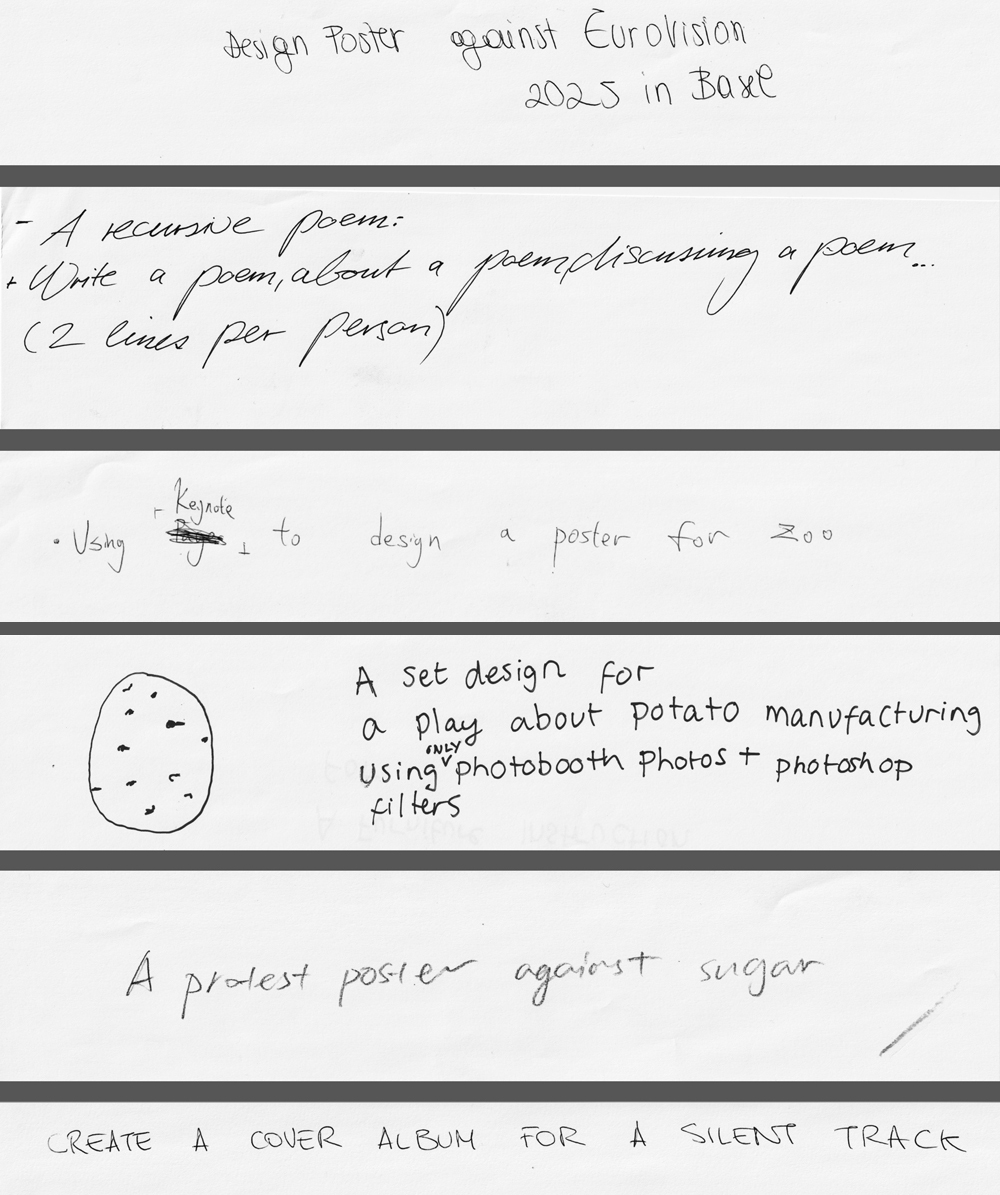 Design Poster against Eurovision
2025 in Basel
- A recursive poem:
+ Write a poem, about a poem, discussing a poem...
(2 lines per person)
Keynote
• Using to design a poster for Zoo
A set design for
a play about potato manufacturing
using ONLY photobooth photos + photoshop
filters
A protest poster against sugar
CREATE A COVER ALBUM FOR A SILENT TRACK